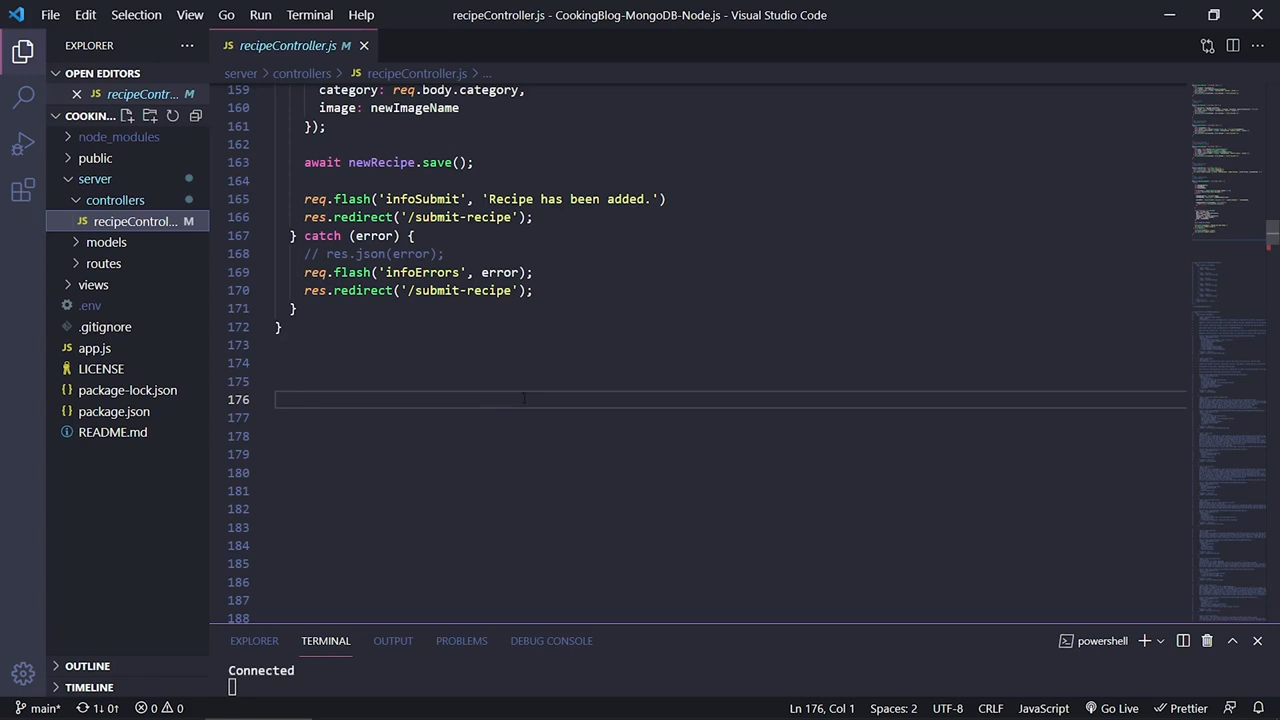 File Edit Selection View Go Run Terminal Help recipeController.js - CookingBlog-MongoDB-Node.js - Visual Studio Code
EXPLORER
OPEN EDITORS
recipeContr... M
COOKIN...
node_modules
public
server
controllers
recipeControl... M
models
routes
views
.env
.gitignore
app.js
LICENSE
package-lock.json
package.json
README.md
OUTLINE
TIMELINE
JS recipeController.js M
server > controllers > JS recipeController.js > ...
159 category: req.body.category,
160 image: newImageName
161 });
162
163 await newRecipe.save();
164
165 req.flash('infoSubmit', 'Recipe has been added.')
166 res.redirect('/submit-recipe');
167 } catch (error) {
168 // res.json(error);
169 req.flash('infoErrors', error);
170 res.redirect('/submit-recipe');
171 }
172 }
173
174
175
176
177
178
179
180
181
182
183
184
185
186
187
188
EXPLORER TERMINAL OUTPUT PROBLEMS DEBUG CONSOLE powershell
Connected
main* 1↓ 0↑ 0 0 Ln 176, Col 1 Spaces: 2 UTF-8 CRLF JavaScript Go Live Prettier